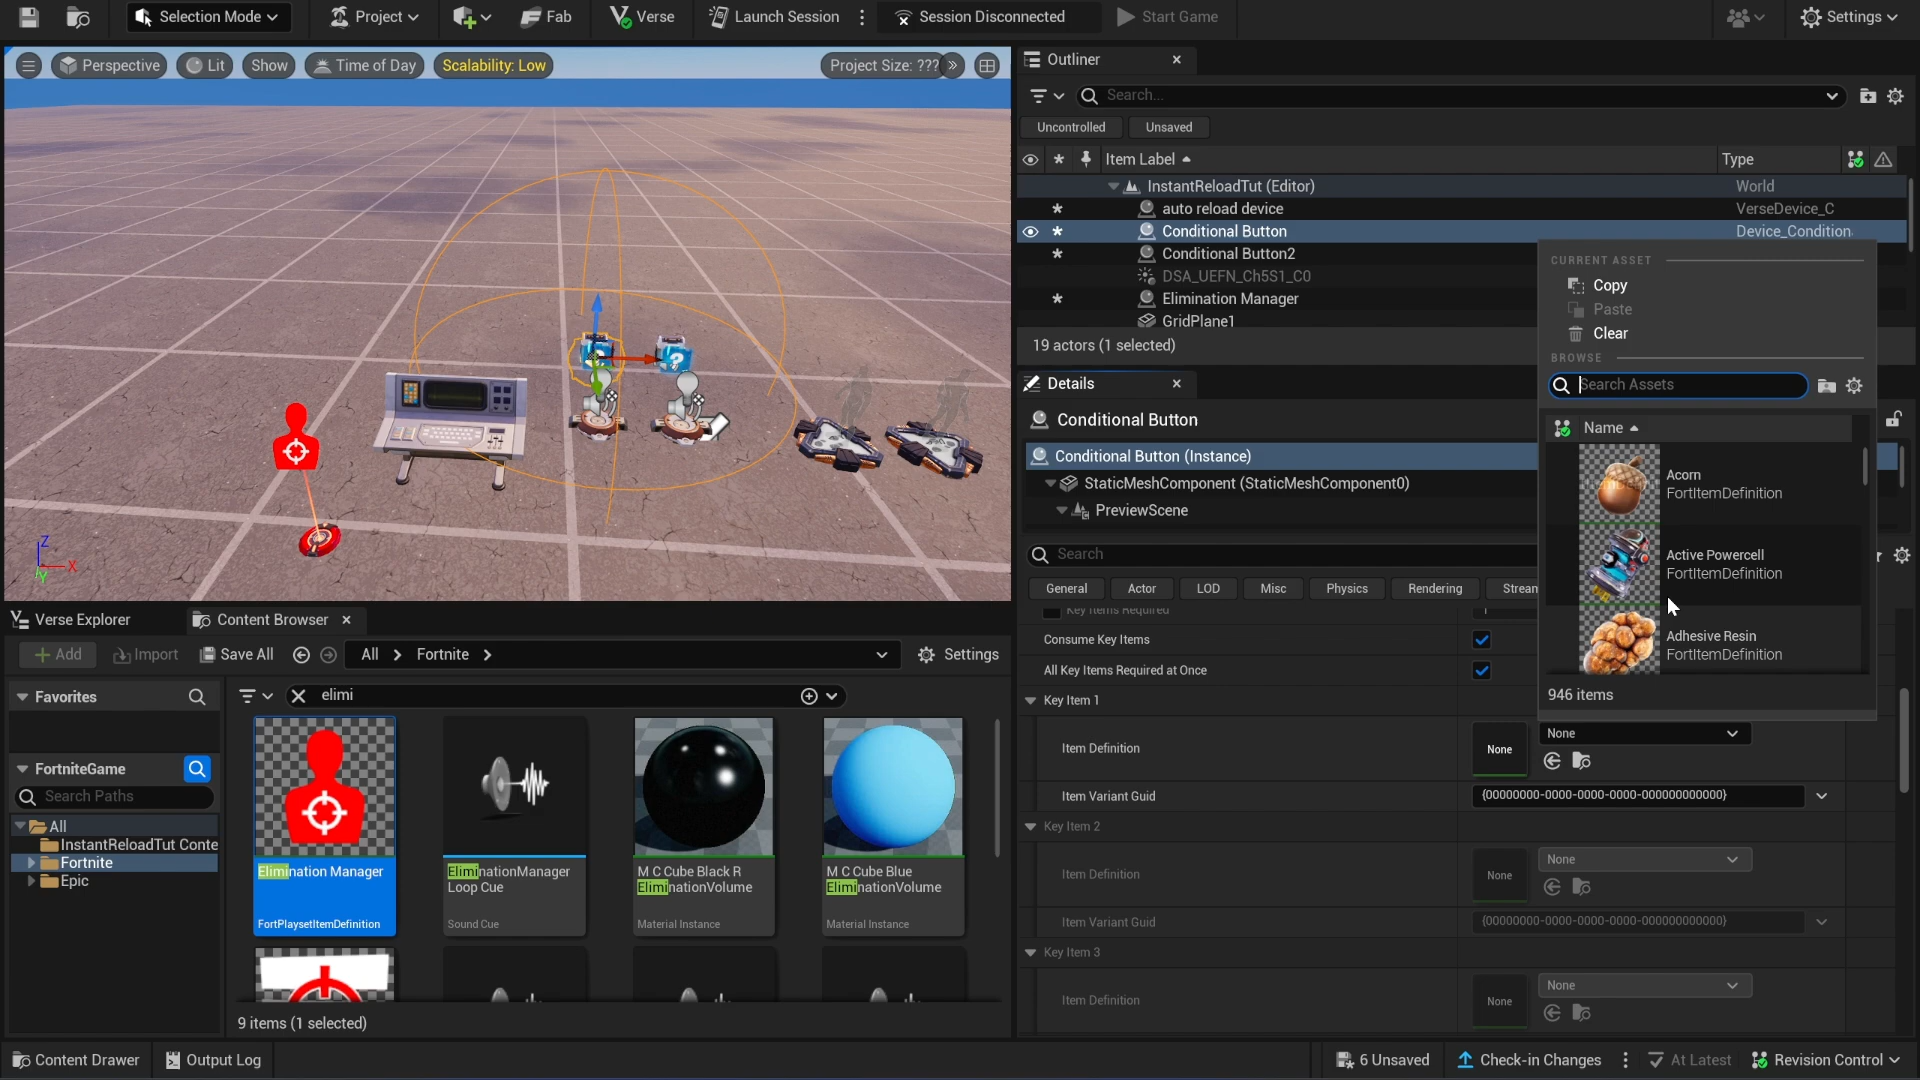 Selection Mode
Project
Fab
Verse
Launch Session
Session Disconnected
Start Game
Settings
Perspective
Lit
Show
Time of Day
Scalability: Low
Project Size: ???
Outliner
Search...
Uncontrolled
Unsaved
Item Label
Type
InstantReloadTut (Editor)
World
auto reload device
VerseDevice_C
Conditional Button
Device_Condition
Conditional Button2
DSA_UEFN_Ch5S1_C0
Elimination Manager
GridPlane1
19 actors (1 selected)
CURRENT ASSET
Copy
Paste
Clear
BROWSE
Search Assets
Name
Acorn
FortItemDefinition
Active Powercell
FortItemDefinition
Adhesive Resin
FortItemDefinition
946 items
Details
Conditional Button
Conditional Button (Instance)
StaticMeshComponent (StaticMeshComponent0)
PreviewScene
Search
General
Actor
LOD
Misc
Physics
Rendering
Strean
Key Items Required
Consume Key Items
All Key Items Required at Once
Key Item 1
Item Definition
None
None
Item Variant Guid
{00000000-0000-0000-0000-000000000000}
Key Item 2
Item Definition
None
None
Item Variant Guid
{00000000-0000-0000-0000-000000000000}
Key Item 3
Item Definition
None
None
Z
X
Y
Verse Explorer
Content Browser
Add
Import
Save All
All
Fortnite
Settings
Favorites
elimi
FortniteGame
Search Paths
All
InstantReloadTut Conte
Fortnite
Epic
Elimination Manager
FortPlaysetItemDefinition
EliminationManager
Loop Cue
Sound Cue
M C Cube Black R
EliminationVolume
Material Instance
M C Cube Blue
EliminationVolume
Material Instance
9 items (1 selected)
Content Drawer
Output Log
6 Unsaved
Check-in Changes
At Latest
Revision Control